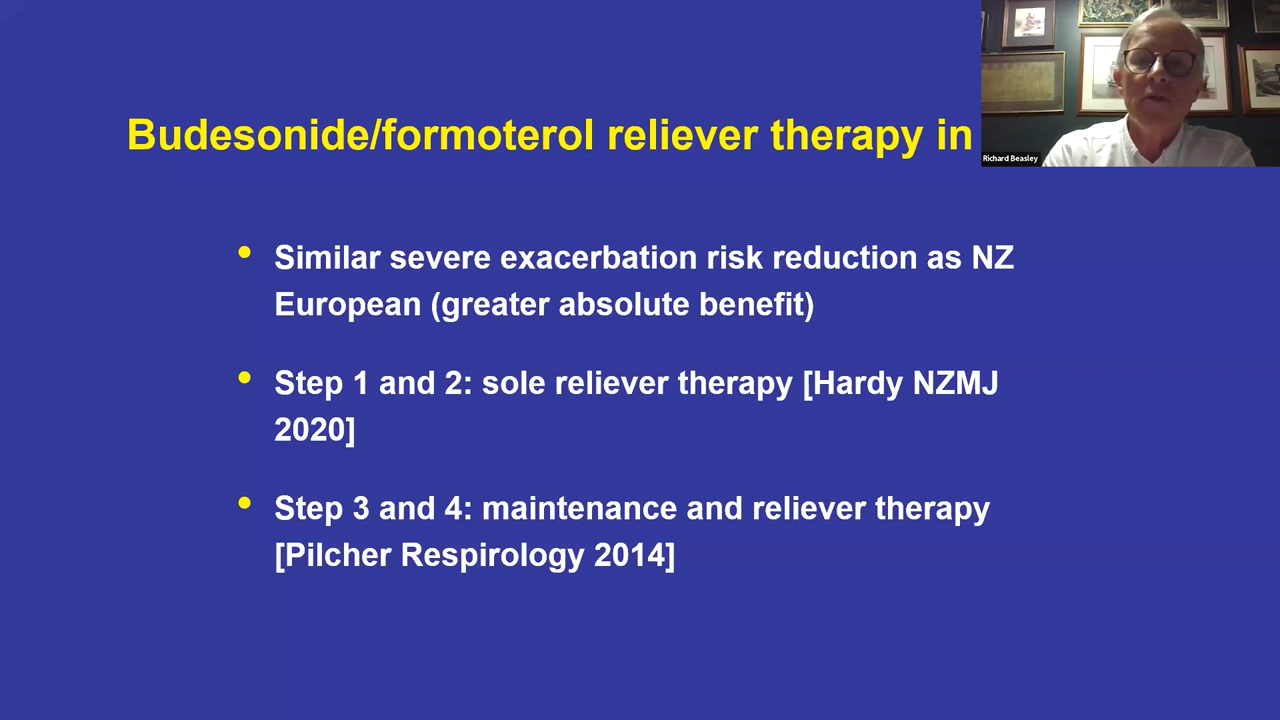 Budesonide/formoterol reliever therapy in
Richard Beasley
• Similar severe exacerbation risk reduction as NZ
European (greater absolute benefit)
• Step 1 and 2: sole reliever therapy [Hardy NZMJ
2020]
• Step 3 and 4: maintenance and reliever therapy
[Pilcher Respirology 2014]